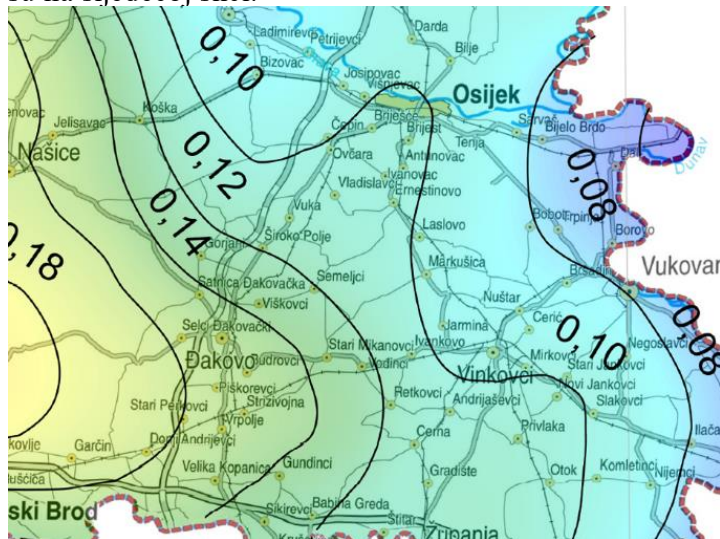 Darda
Ladimirevci
Petrijevci
0,10
Bilje
Bizovac
Josipovac
Višnjevac
Osijek
Koška
Jelisavac
Čepin
Briješće
Brijest
Sarvaš
Bijelo Brdo
Tenja
Dalj
Dunav
Našice
0,12
Ovčara
Antunovac
Ivanovac
Vladislavci
Ernestinovo
0,08
0,14
Vuka
Široko Polje
Laslovo
Bobota
Trpinja
Borovo
Gorjani
0,18
Markušica
Vukovar
Satnica Đakovačka
Semeljci
Viškovci
Nuštar
Bršadin
0,08
Cerić
Jarmina
0,10
Negoslavci
Selci Đakovački
Đakovo
Budrovci
Stari Mikanovci
Ivankovo
Vođinci
Vinkovci
Mirkovci
Stari Jankovci
Novi Jankovci
Piškorevci
Stari Perkovci
Strizivojna
Vrpolje
Retkovci
Andrijaševci
Slakovci
Ilača
Garčin
Donji Andrijevci
Cerna
Privlaka
Velika Kopanica
Gundinci
Gradište
Otok
Komletinci
Nijemci
ski Brod
Sikirevci
Babina Greda
Štitar
Županja